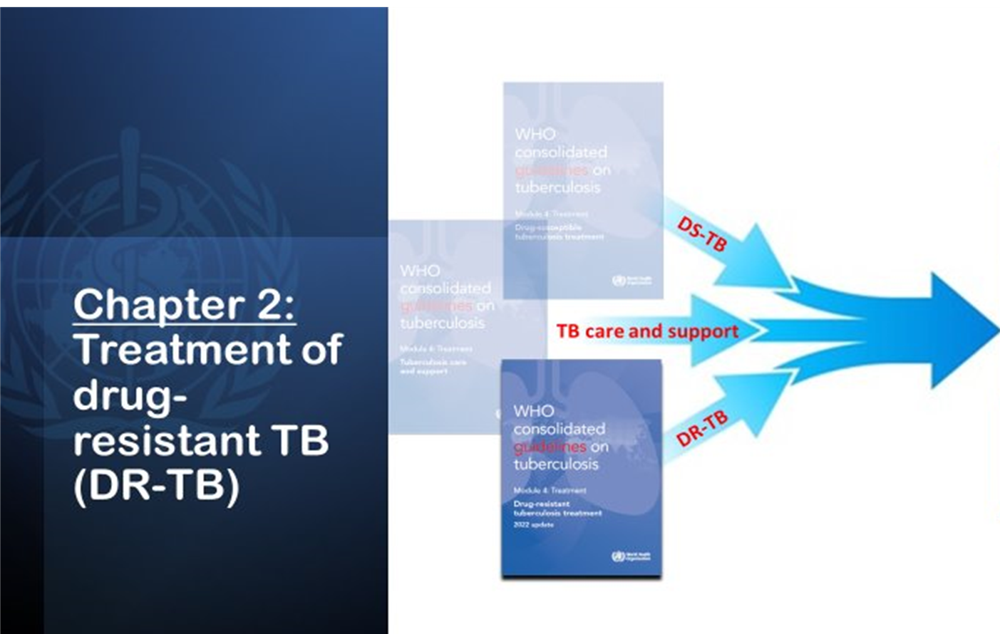 Chapter 2:
Treatment of
drug-
resistant TB
(DR-TB)
WHO
consolidated
guidelines on
tuberculosis
Module 4: Treatment
Drug-susceptible
tuberculosis treatment
World Health
Organization
WHO
consolidated
guidelines on
tuberculosis
Module 4: Treatment
Tuberculosis care
and support
WHO
consolidated
guidelines on
tuberculosis
Module 4: Treatment
Drug-resistant
tuberculosis treatment
2022 update
World Health
Organization
DS-TB
TB care and support
DR-TB